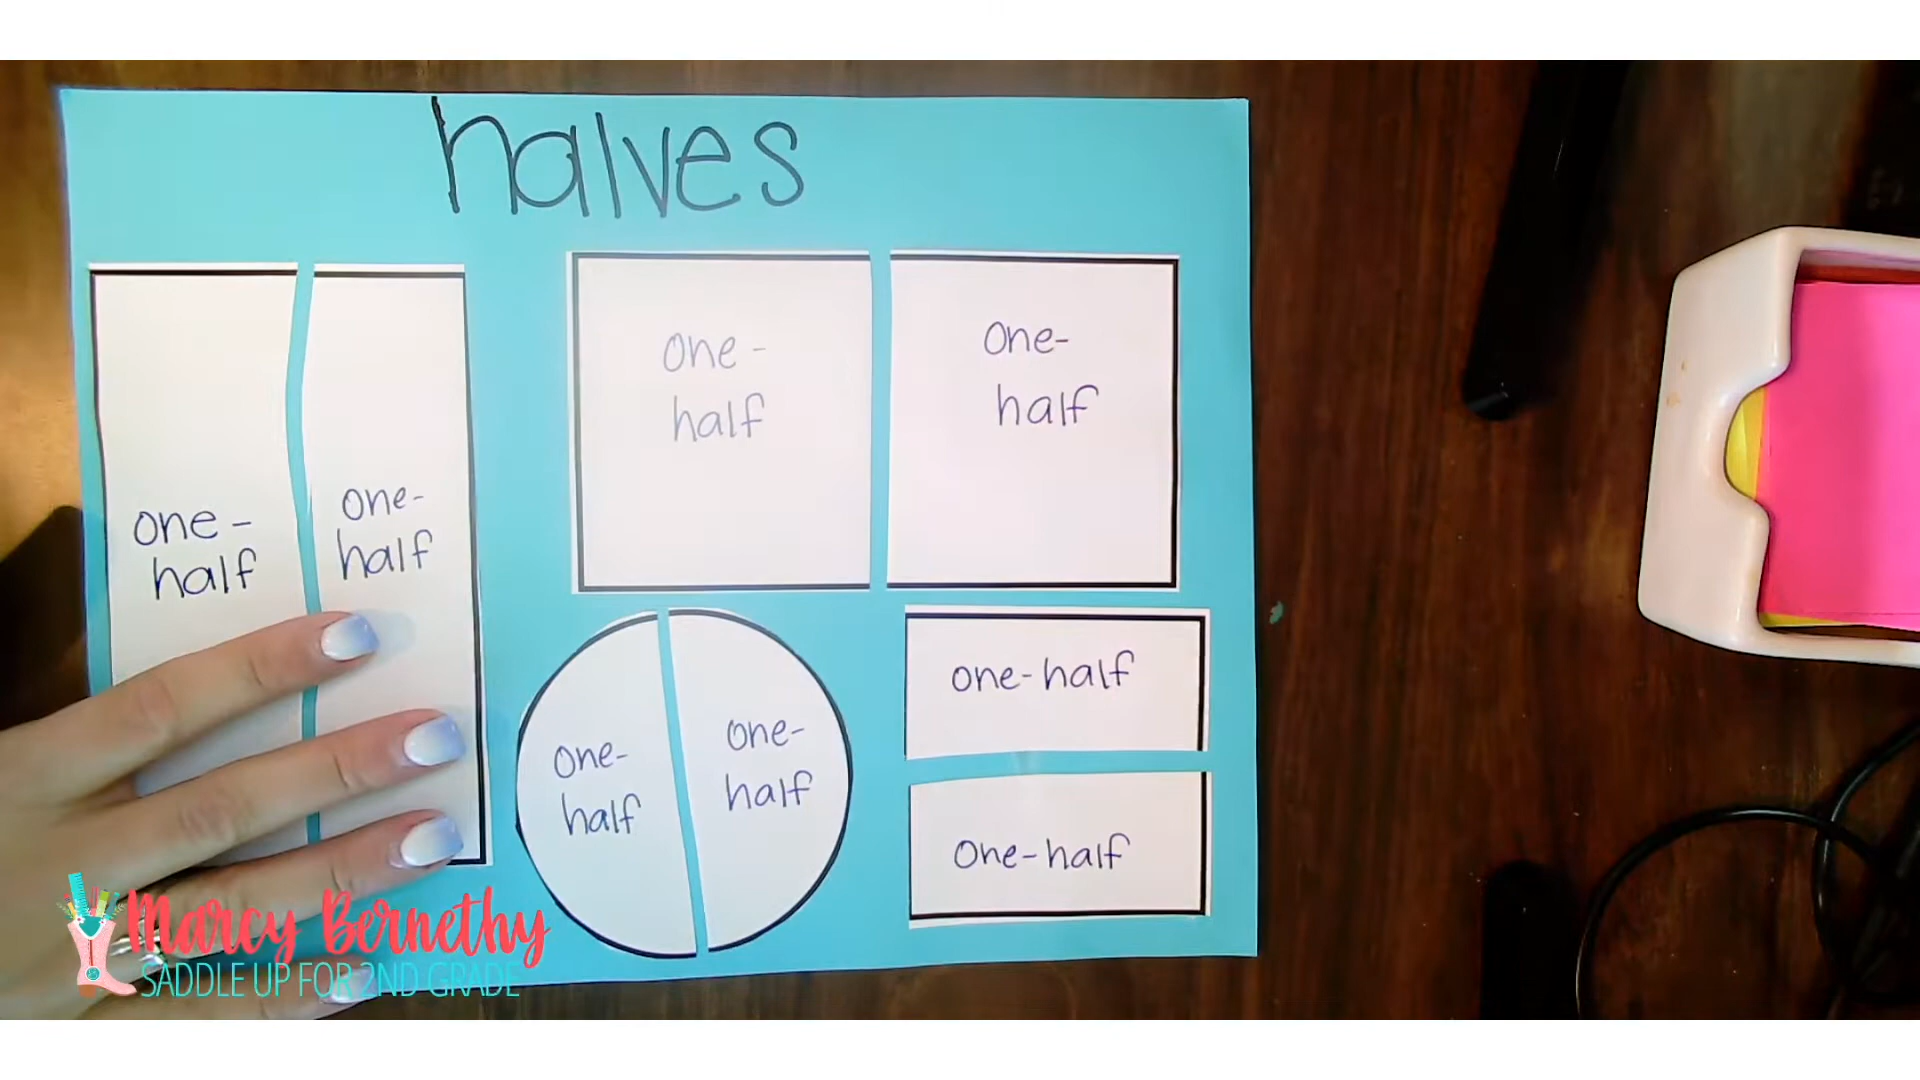 halves
one-
half
one-
half
one-
half
one-
half
one-
half
one-
half
one-half
one-half
Marcy Bernethy
SADDLE UP FOR 2ND GRADE